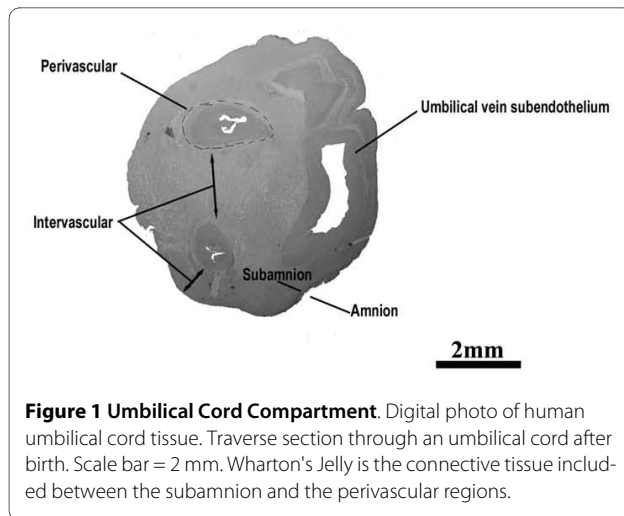 Perivascular
Umbilical vein subendothelium
Intervascular
Subamnion
Amnion
2mm
Figure 1 Umbilical Cord Compartment. Digital photo of human
umbilical cord tissue. Traverse section through an umbilical cord after
birth. Scale bar = 2 mm. Wharton's Jelly is the connective tissue includ-
ed between the subamnion and the perivascular regions.